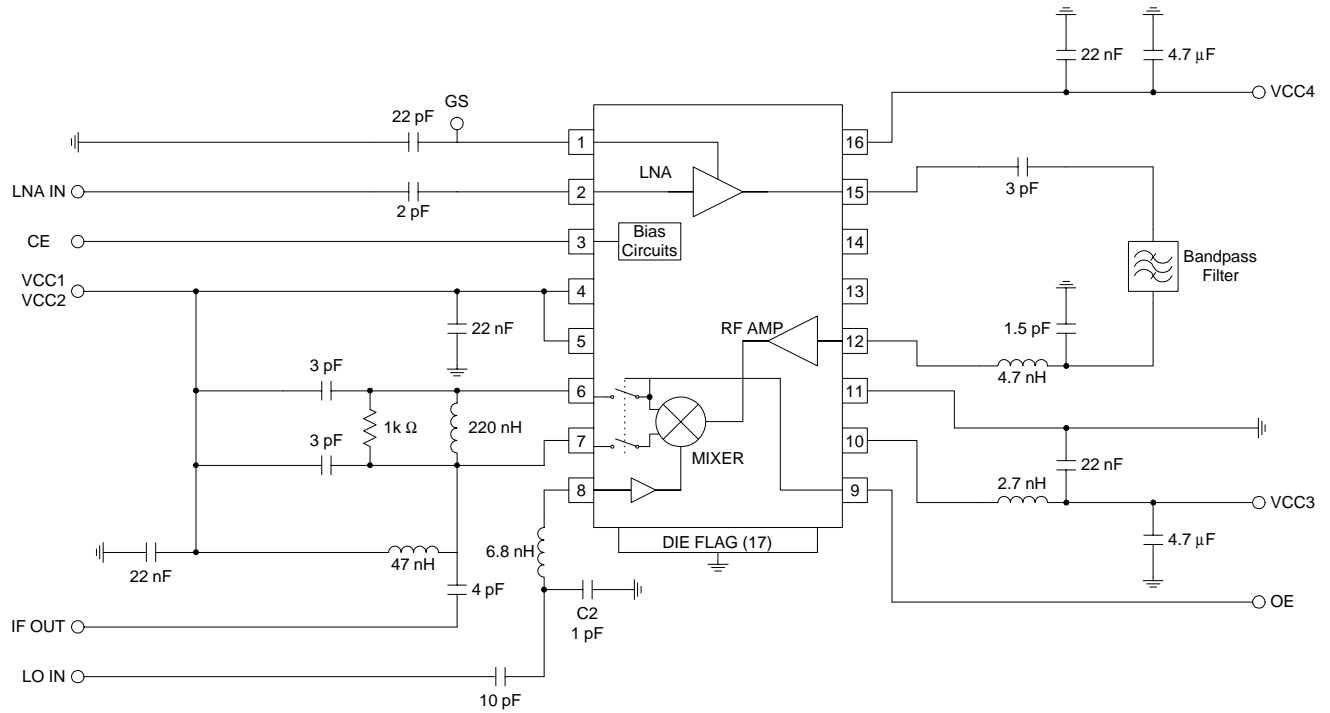 22 nF
4.7 μF
VCC4
GS
22 pF
1
16
LNA
3 pF
LNA IN
2
15
2 pF
CE
3
Bias
Circuits
14
Bandpass
Filter
VCC1
VCC2
4
13
22 nF
1.5 pF
5
RF AMP
12
4.7 nH
3 pF
6
11
1k Ω
220 nH
3 pF
7
10
MIXER
22 nF
2.7 nH
8
9
VCC3
DIE FLAG (17)
6.8 nH
4.7 μF
22 nF
47 nH
4 pF
C2
1 pF
OE
IF OUT
LO IN
10 pF